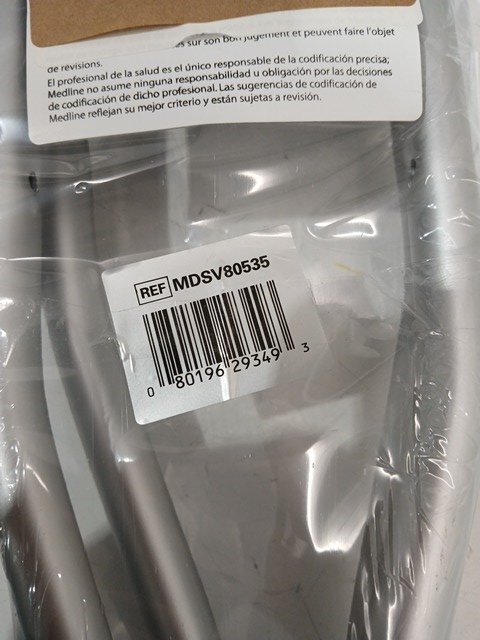 sur son bon jugement et peuvent faire l'objet
de révisions.
El profesional de la salud es el único responsable de la codificación precisa;
Medline no asume ninguna responsabilidad u obligación por las decisiones
de codificación de dicho profesional. Las sugerencias de codificación de
Medline reflejan su mejor criterio y están sujetas a revisión.
REF MDSV80535
0 80196 29349 3